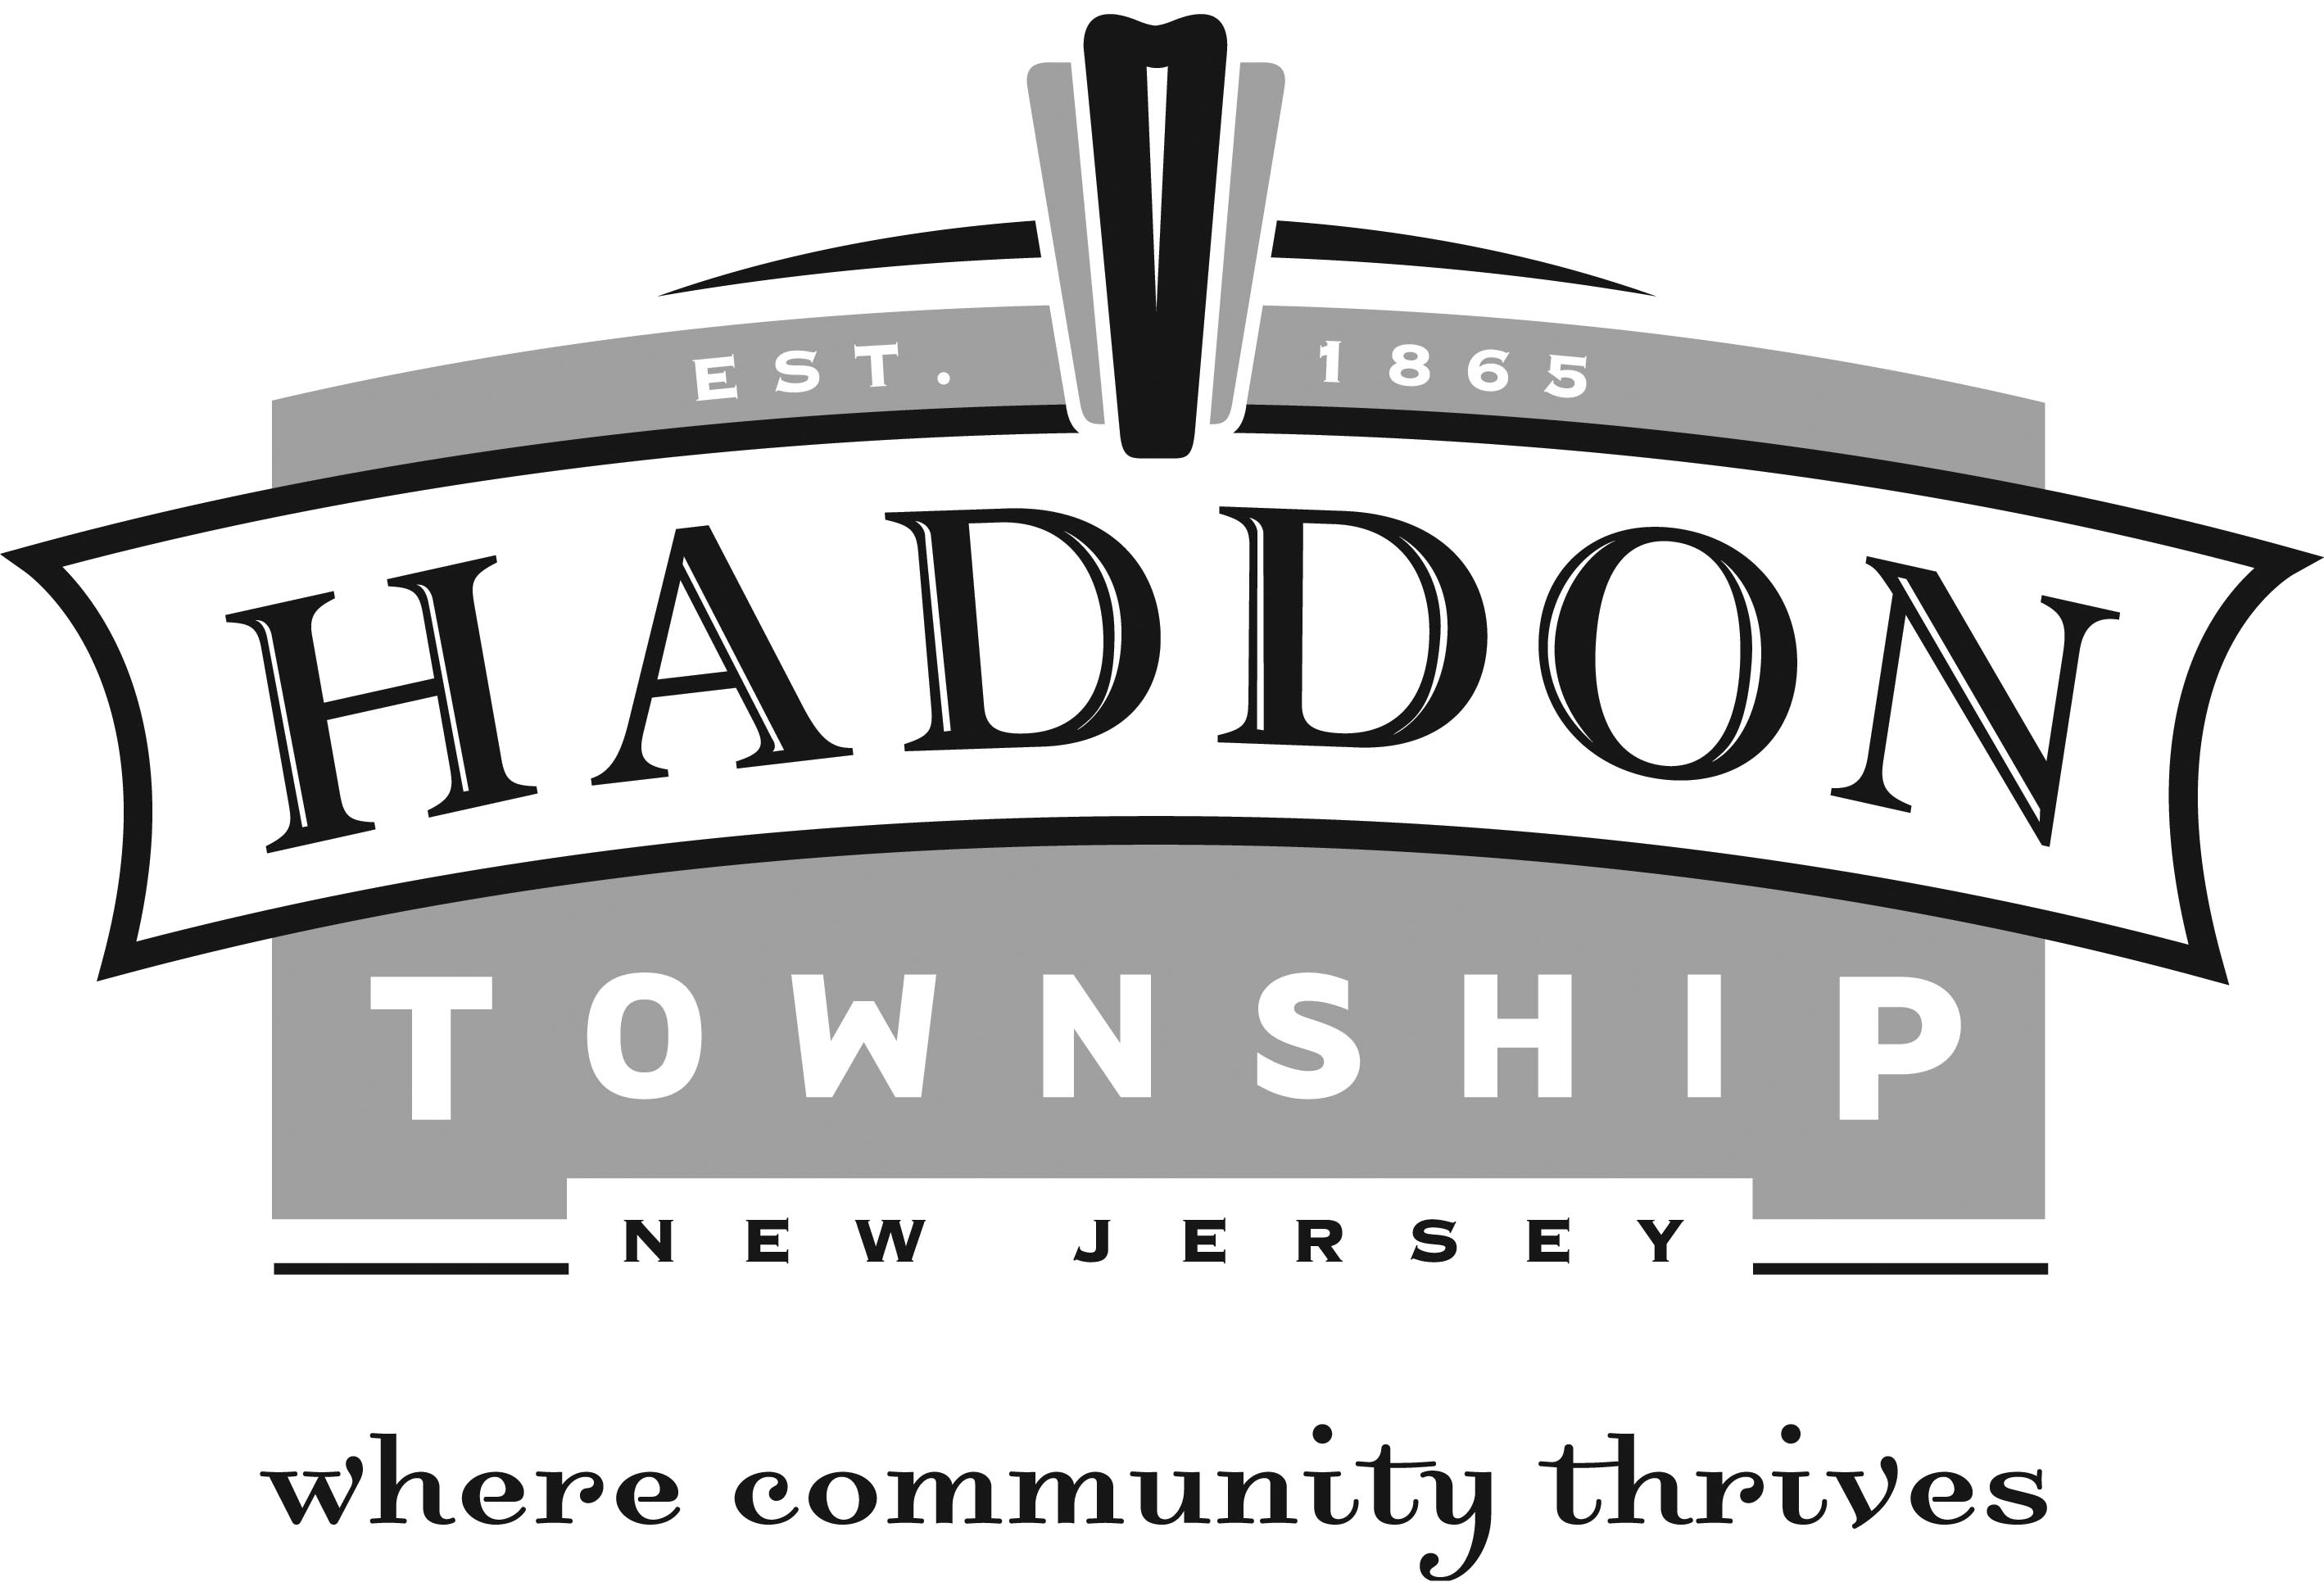 EST. 1865
HADDON
TOWNSHIP
NEW JERSEY
where community thrives